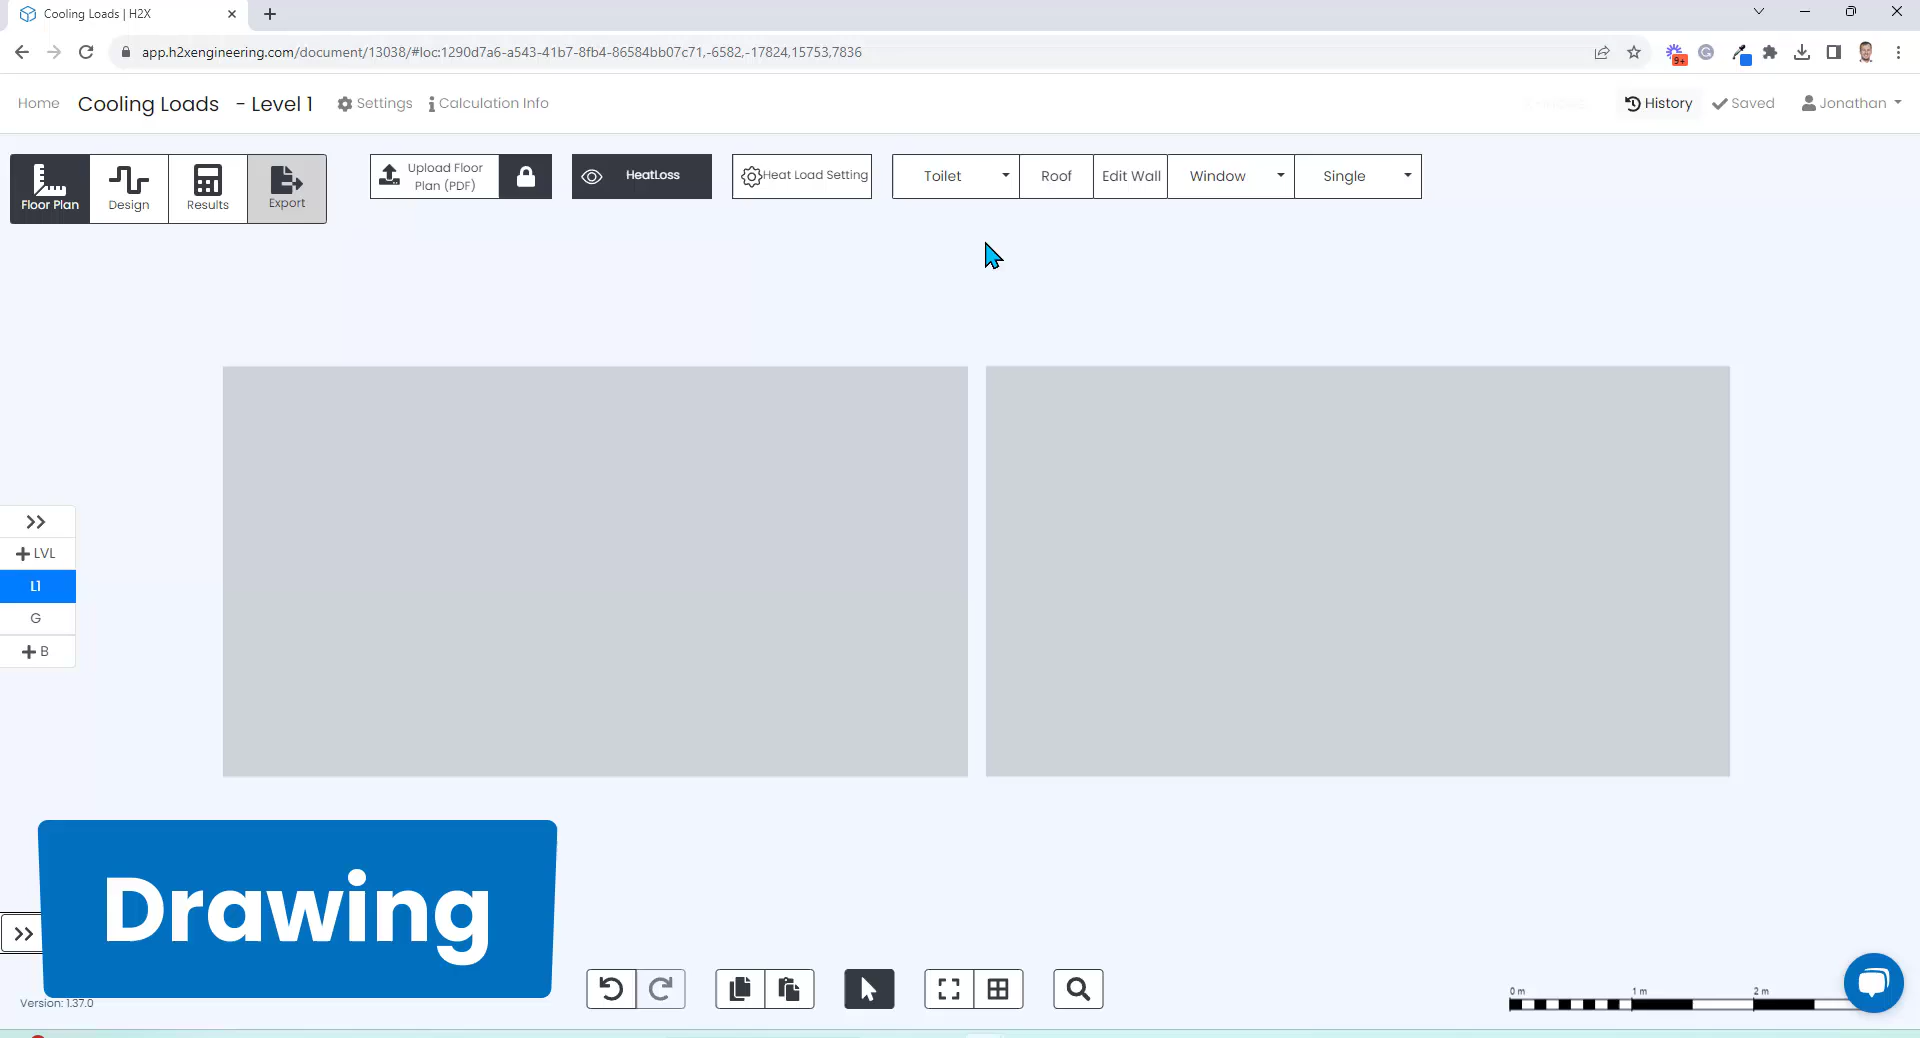 Cooling Loads | H2X
app.h2xengineering.com/document/13038/#loc:1290d7a6-a543-41b7-8fb4-86584bb07c71,-6582,-17824,15753,7836
9+
Home
Cooling Loads - Level 1
Settings
Calculation Info
History
Saved
Jonathan
Floor Plan
Design
Results
Export
Upload Floor
Plan (PDF)
HeatLoss
Heat Load Setting
Toilet
Roof
Edit Wall
Window
Single
LVL
L1
G
B
Drawing
Version: 1.37.0
0 m
1 m
2 m